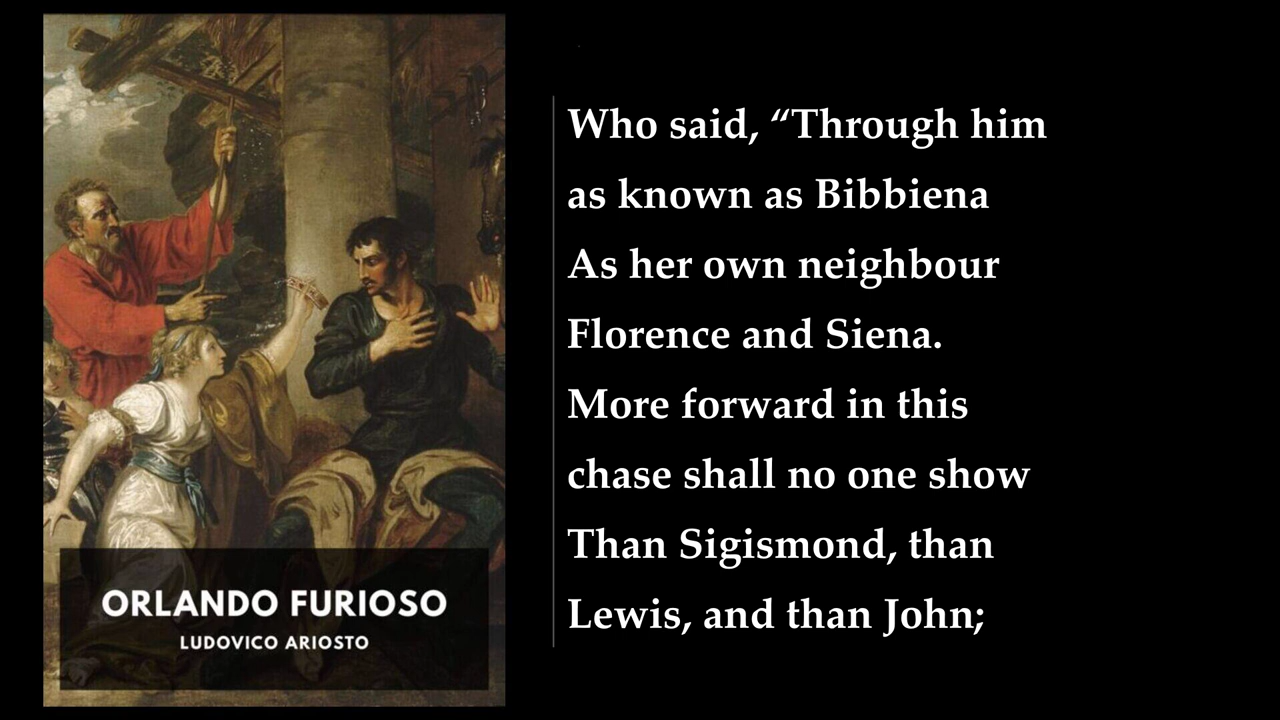 ORLANDO FURIOSO
LUDOVICO ARIOSTO
Who said, “Through him
as known as Bibbiena
As her own neighbour
Florence and Siena.
More forward in this
chase shall no one show
Than Sigismond, than
Lewis, and than John;